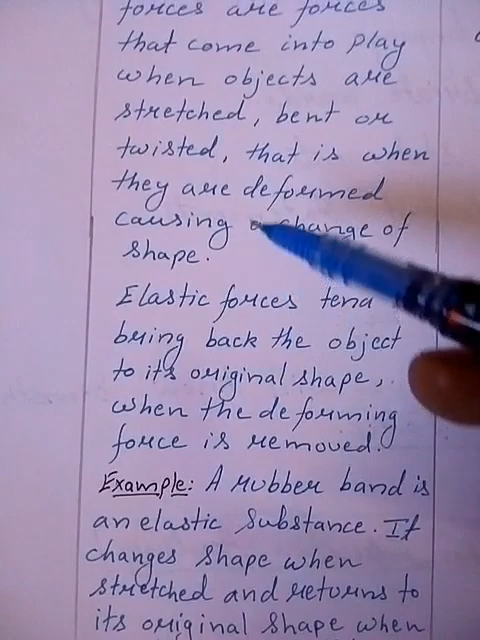 forces are forces
that come into play
when objects are
stretched, bent or
twisted, that is when
they are deformed
causing a change of
shape.
Elastic forces tend
bring back the object
to its original shape,
when the deforming
force is removed.
Example: A rubber band is
an elastic substance. It
changes shape when
stretched and returns to
its original shape when